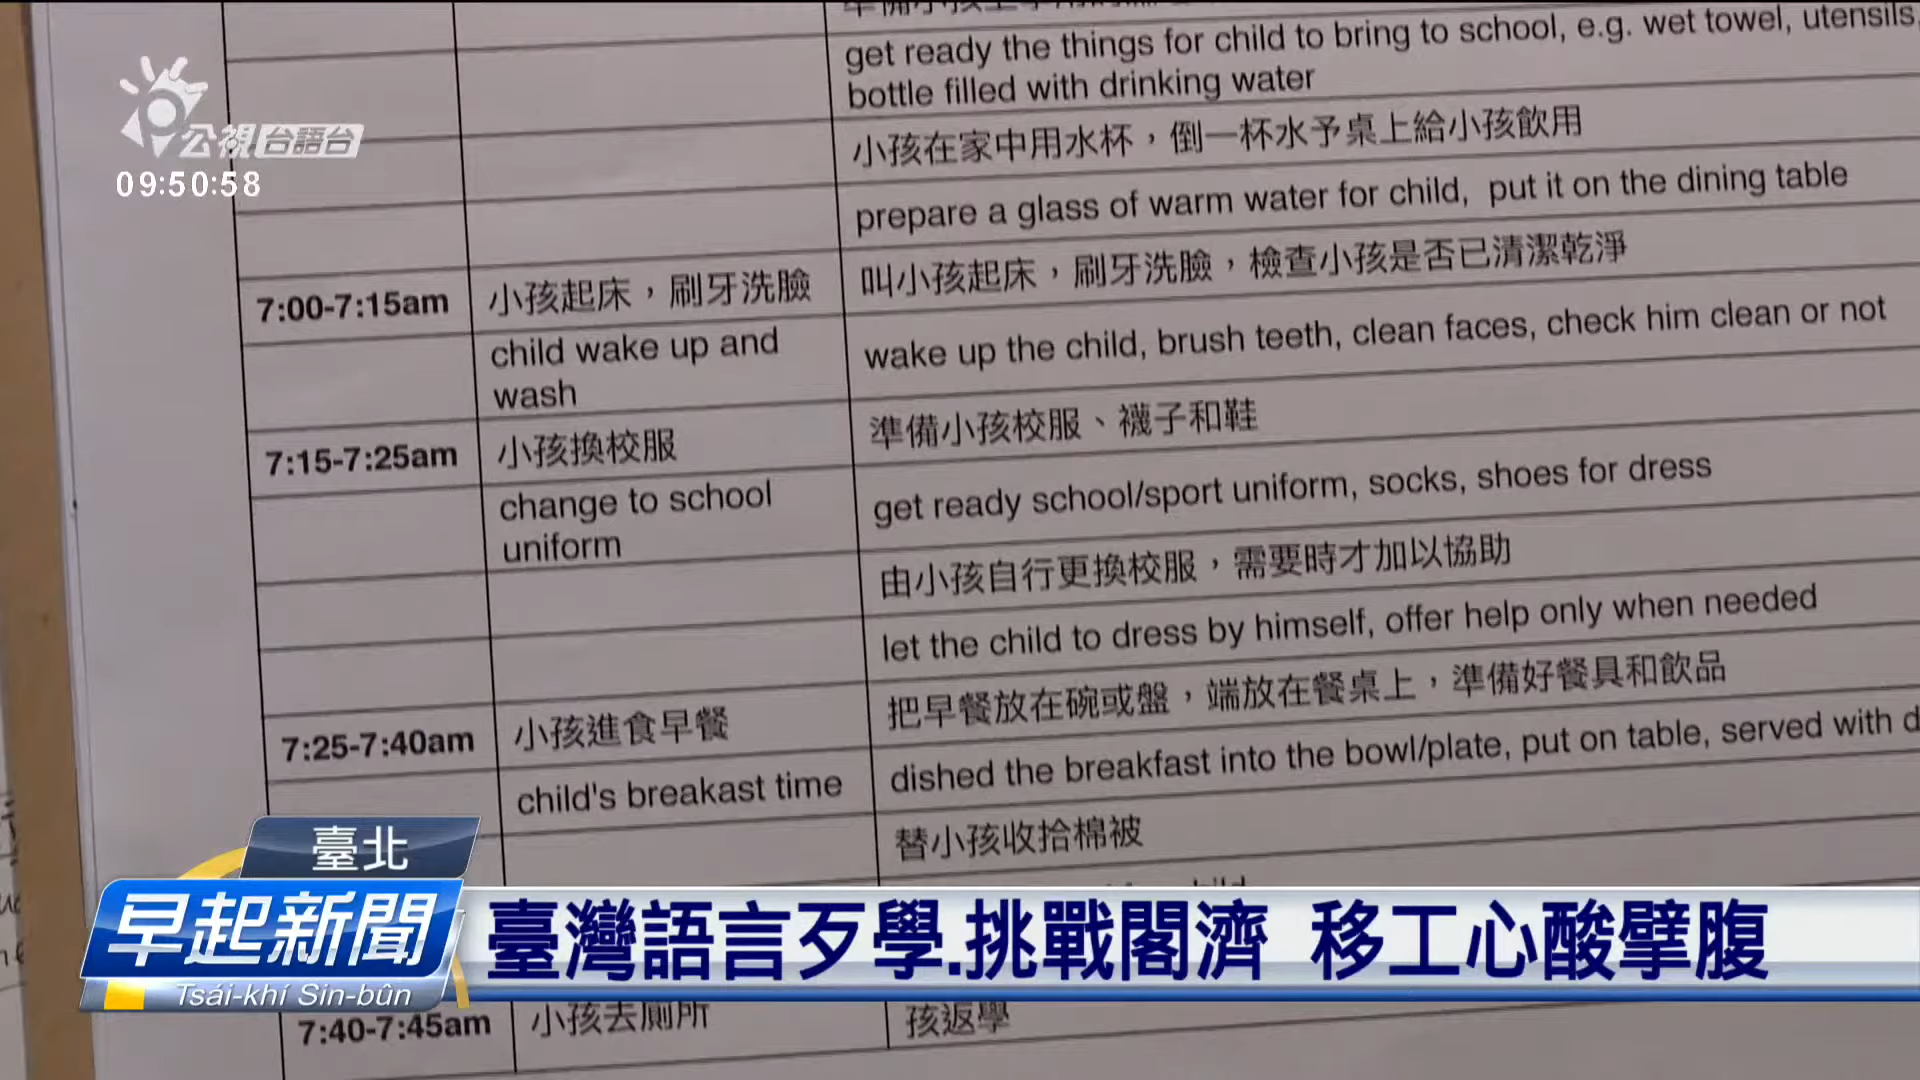 get ready the things for child to bring to school, e.g. wet towel, utensils,
bottle filled with drinking water
公視台語台
09:50:58
小孩在家中用水杯，倒一杯水予桌上給小孩飲用
prepare a glass of warm water for child, put it on the dining table
7:00-7:15am 小孩起床，刷牙洗臉 叫小孩起床，刷牙洗臉，檢查小孩是否已清潔乾淨
child wake up and
wash
wake up the child, brush teeth, clean faces, check him clean or not
7:15-7:25am 小孩換校服 準備小孩校服、襪子和鞋
change to school
uniform
get ready school/sport uniform, socks, shoes for dress
由小孩自行更換校服，需要時才加以協助
let the child to dress by himself, offer help only when needed
7:25-7:40am 小孩進食早餐 把早餐放在碗或盤，端放在餐桌上，準備好餐具和飲品
child's breakast time dished the breakfast into the bowl/plate, put on table, served with
替小孩收拾棉被
臺北
早起新聞
Tsái-khí Sin-bûn
臺灣語言歹學.挑戰閣濟 移工心酸擘腹
7:40-7:45am 小孩去廁所 孩返學